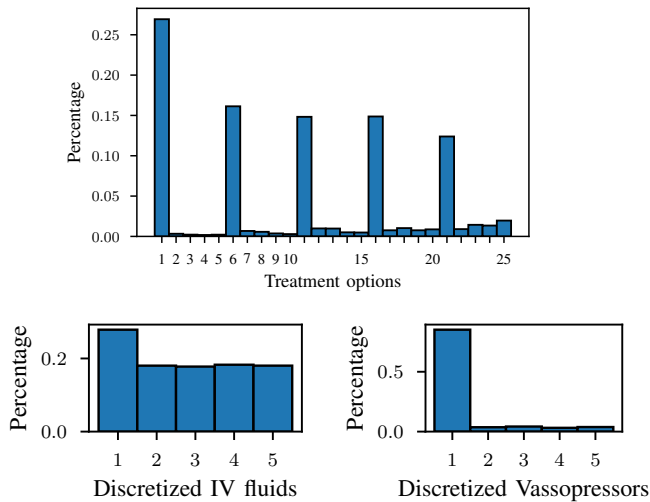 0.25
0.20
0.15
0.10
0.05
0.00
Percentage
1 2 3 4 5 6 7 8 9 10 15 20 25
Treatment options
0.2
0.0
Percentage
1 2 3 4 5
Discretized IV fluids
0.5
0.0
Percentage
1 2 3 4 5
Discretized Vassopressors